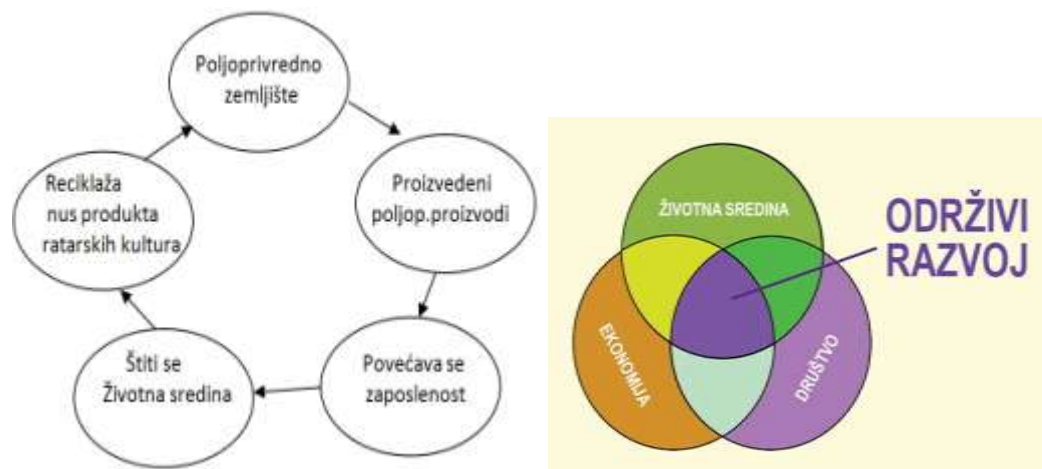 Poljoprivredno
zemljište
Proizvedeni
poljop.proizvodi
Povećava se
zaposlenost
Štiti se
Životna sredina
Reciklaža
nus produkta
ratarskih kultura
ŽIVOTNA SREDINA
EKONOMIJA
DRUŠTVO
ODRŽIVI
RAZVOJ